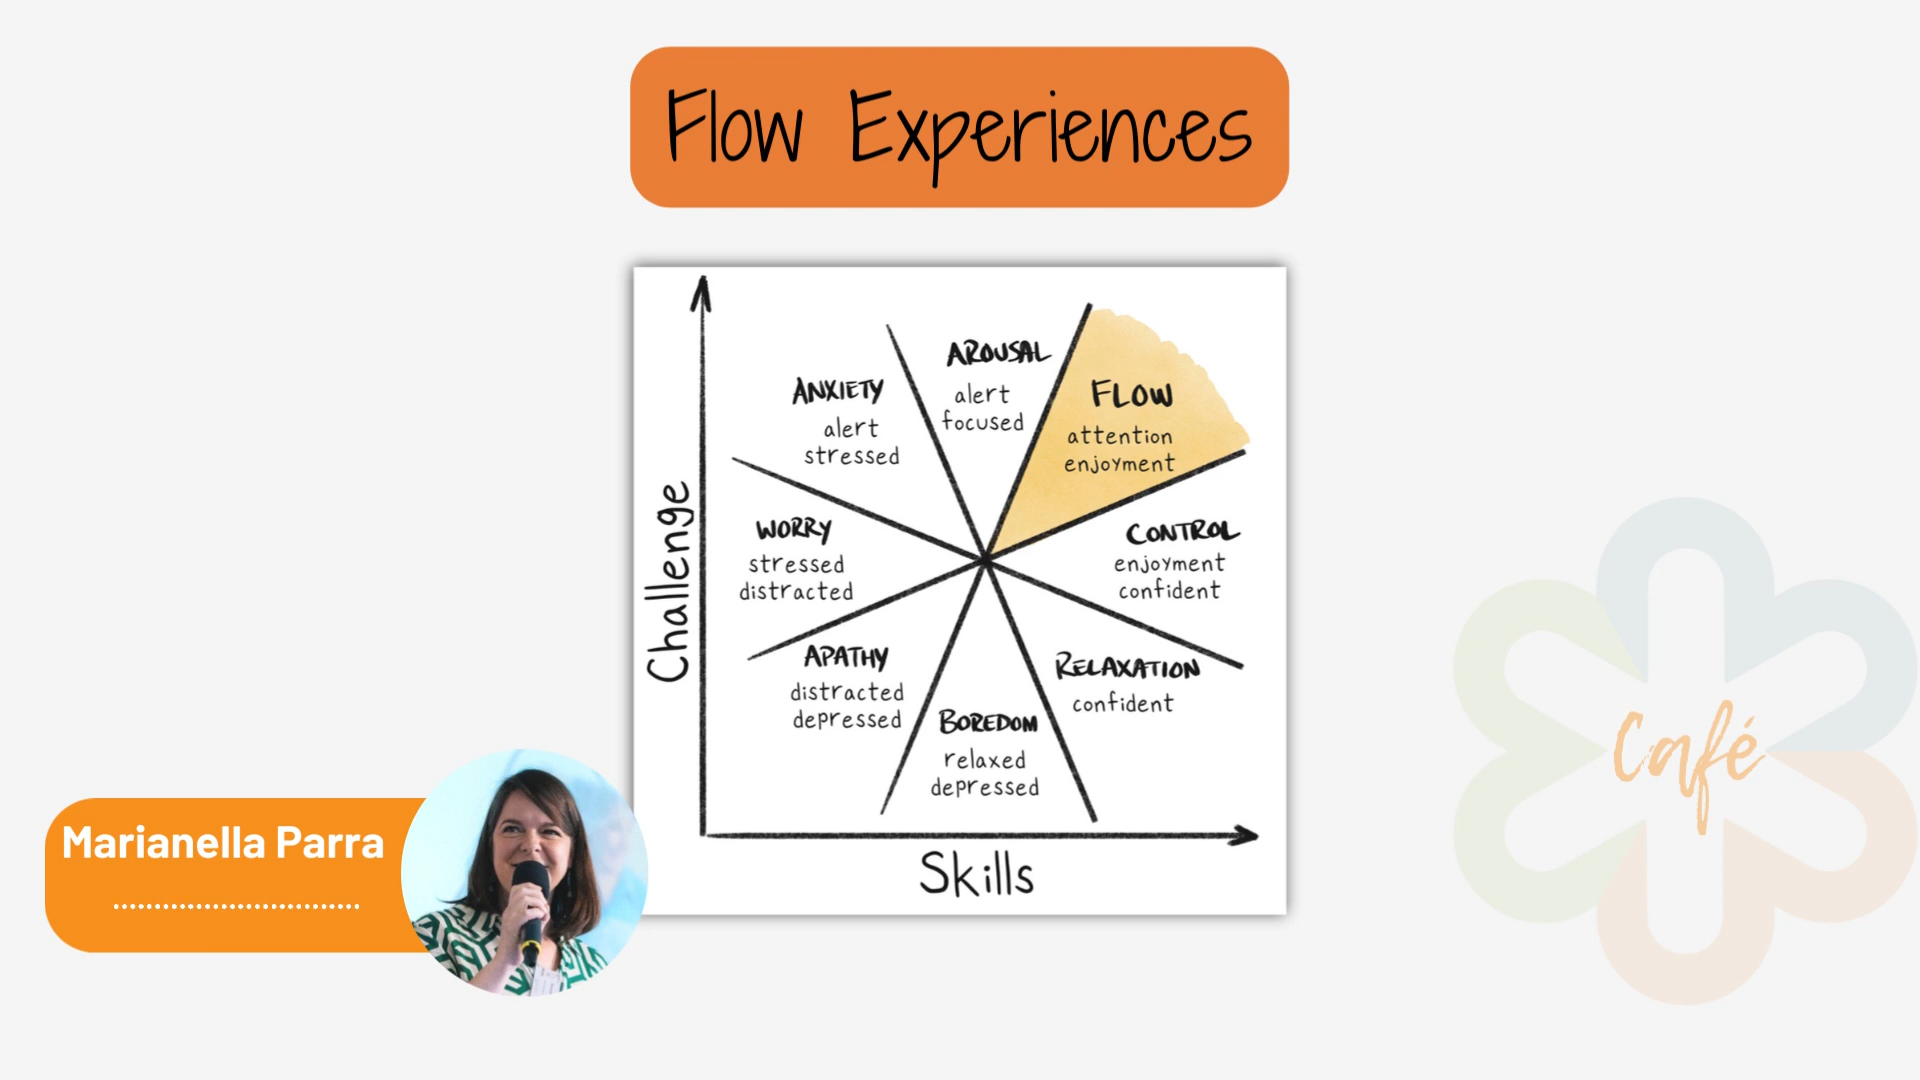 Flow Experiences
Challenge
ANXIETY
alert
stressed
AROUSAL
alert
focused
FLOW
attention
enjoyment
WORRY
stressed
distracted
CONTROL
enjoyment
confident
APATHY
distracted
depressed
BOREDOM
relaxed
depressed
RELAXATION
confident
Skills
Marianella Parra
Café